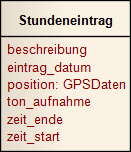 Stundeneintrag
beschreibung
eintrag_datum
position: GPSDaten
ton_aufnahme
zeit_ende
zeit_start